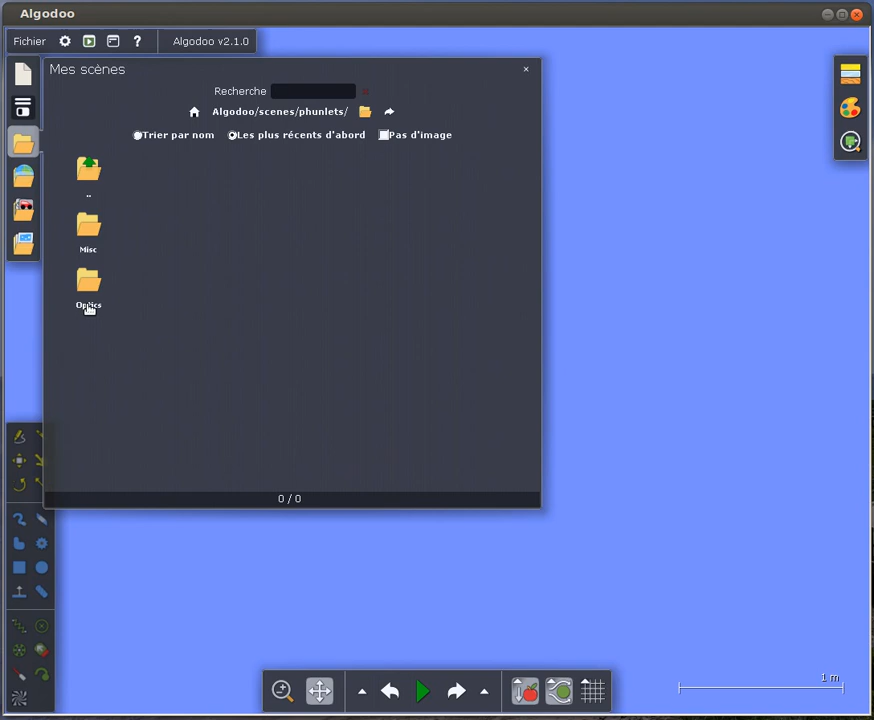 Algodoo
Fichier ? Algodoo v2.1.0
Mes scènes ×
Recherche
Algodoo/scenes/phunlets/
Trier par nom Les plus récents d'abord Pas d'image
..
Misc
Optics
0 / 0
1 m